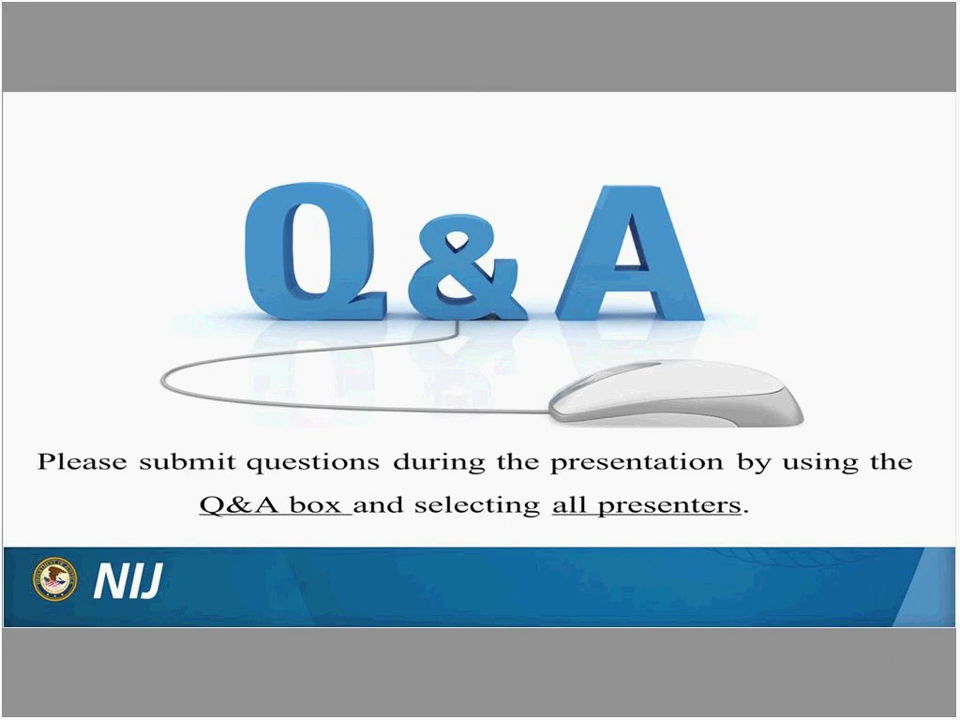 Q & A
Please submit questions during the presentation by using the
Q&A box and selecting all presenters.
NIJ